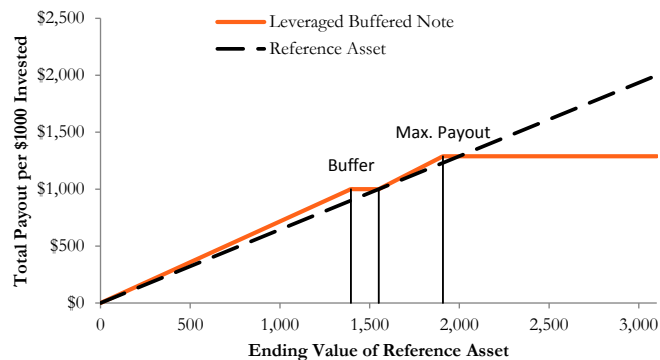 $2,500
Leveraged Buffered Note
Reference Asset
$2,000
$1,500
Max. Payout
Buffer
$1,000
$500
$0
Total Payout per $1000 Invested
0 500 1,000 1,500 2,000 2,500 3,000
Ending Value of Reference Asset